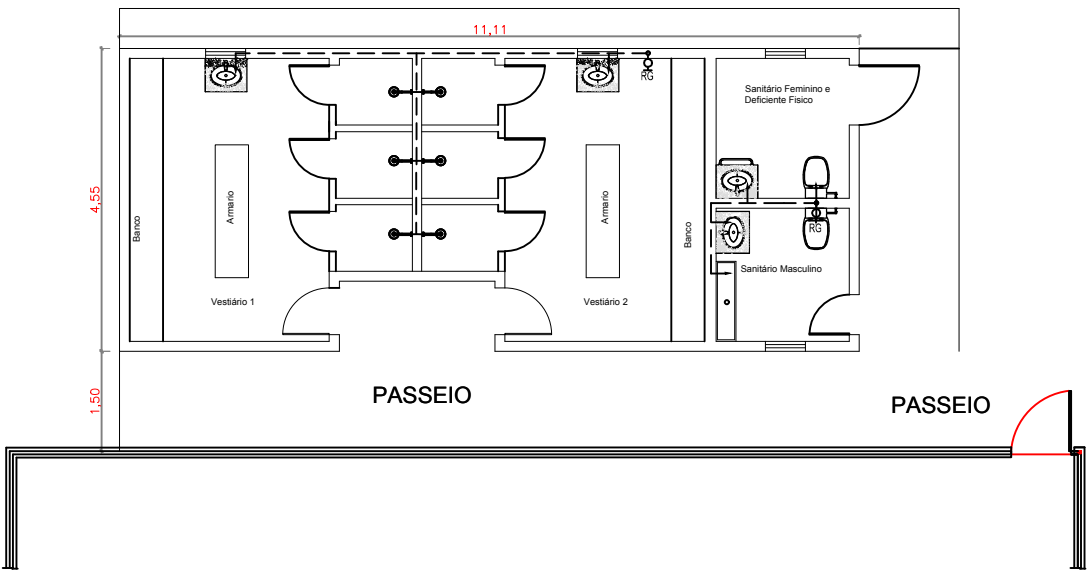 11,11
RG
Sanitário Feminino e
Deficiente Fisico
4,55
Banco
Armario
Armario
Banco
RG
Sanitário Masculino
Vestiário 1
Vestiário 2
1,50
PASSEIO
PASSEIO